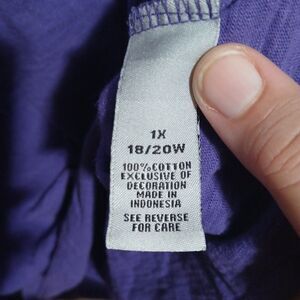 1X
18/20W
100% COTTON
EXCLUSIVE OF
DECORATION
MADE IN
INDONESIA
SEE REVERSE
FOR CARE